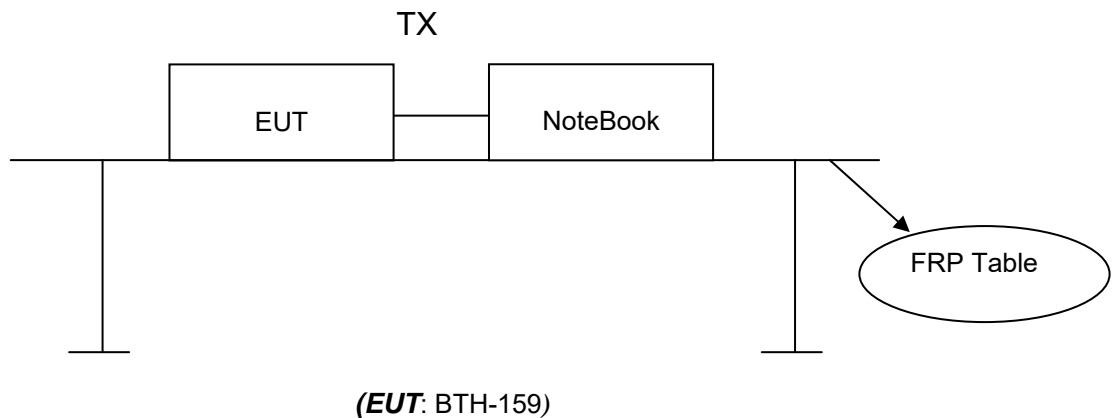 TX
EUT
NoteBook
FRP Table
(EUT: BTH-159)